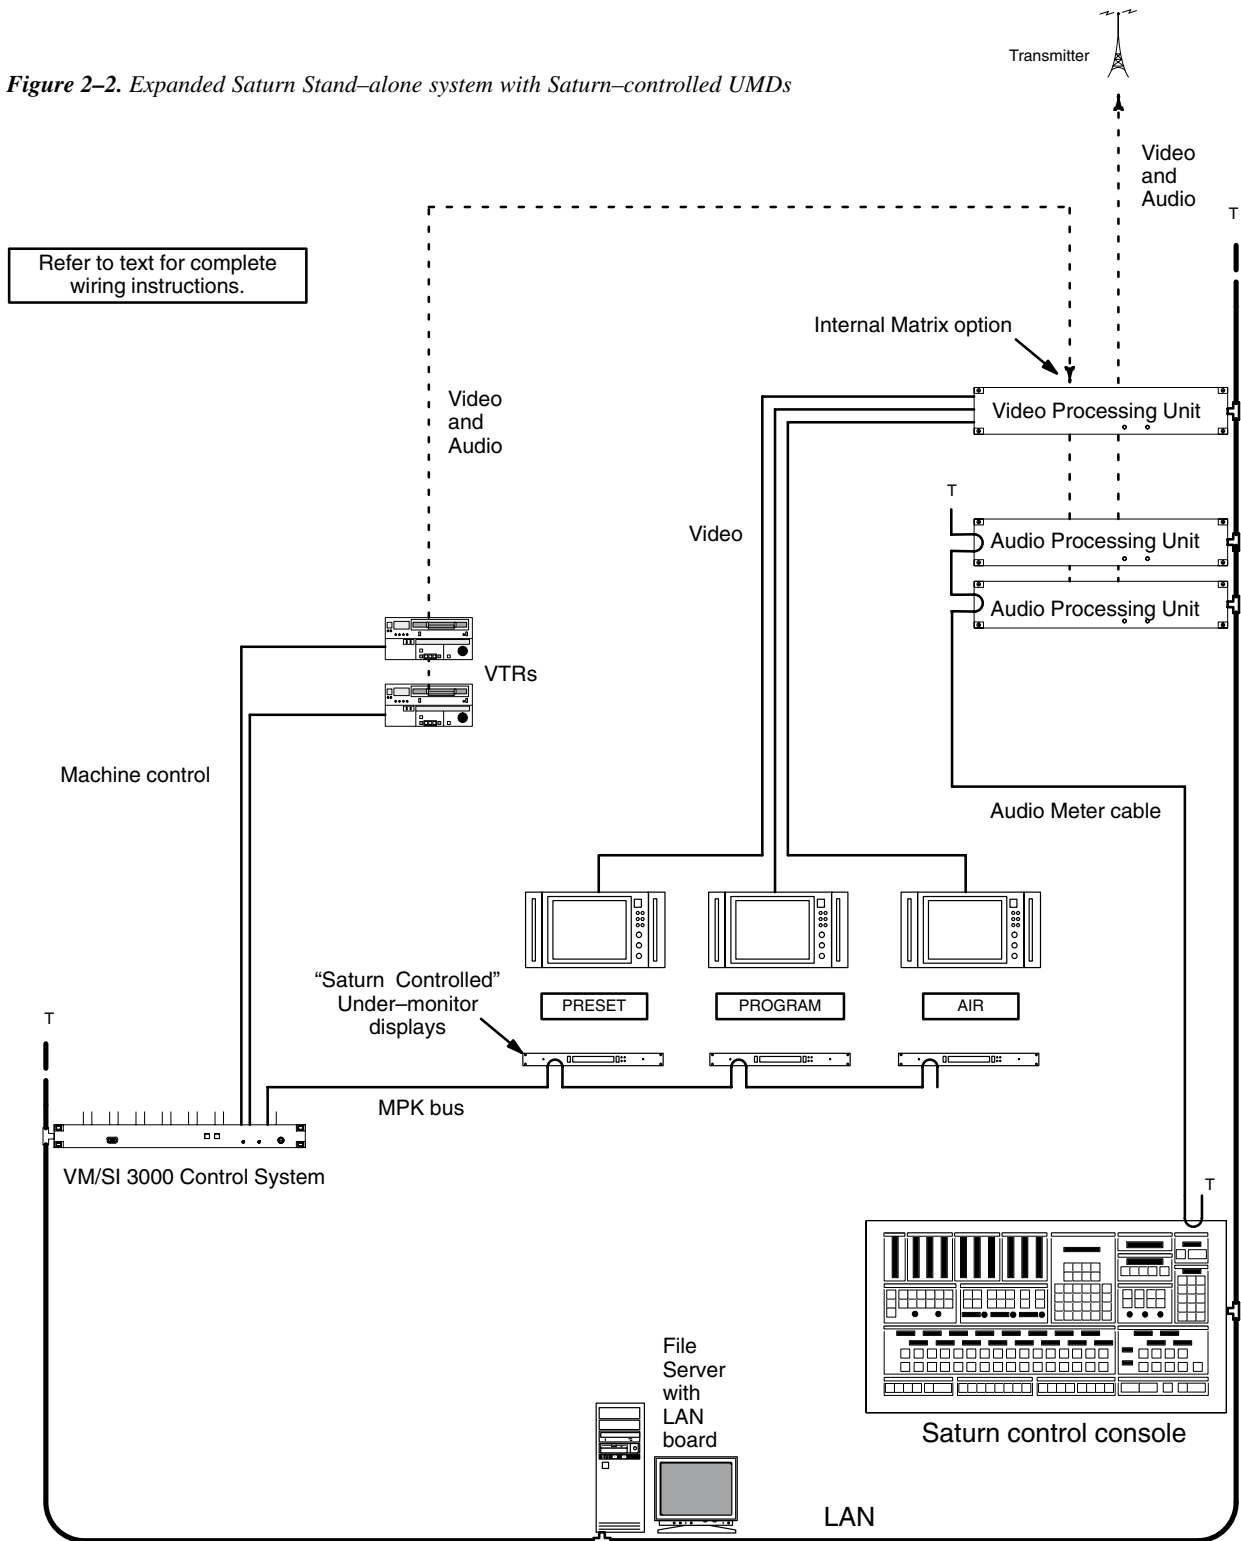 Transmitter
Figure 2–2. Expanded Saturn Stand–alone system with Saturn–controlled UMDs
Video
and
Audio
T
Refer to text for complete
wiring instructions.
Internal Matrix option
Video
and
Audio
Video Processing Unit
T
Video
Audio Processing Unit
Audio Processing Unit
VTRs
Machine control
Audio Meter cable
“Saturn Controlled”
Under–monitor
displays
PRESET
PROGRAM
AIR
T
MPK bus
VM/SI 3000 Control System
T
File
Server
with
LAN
board
Saturn control console
LAN